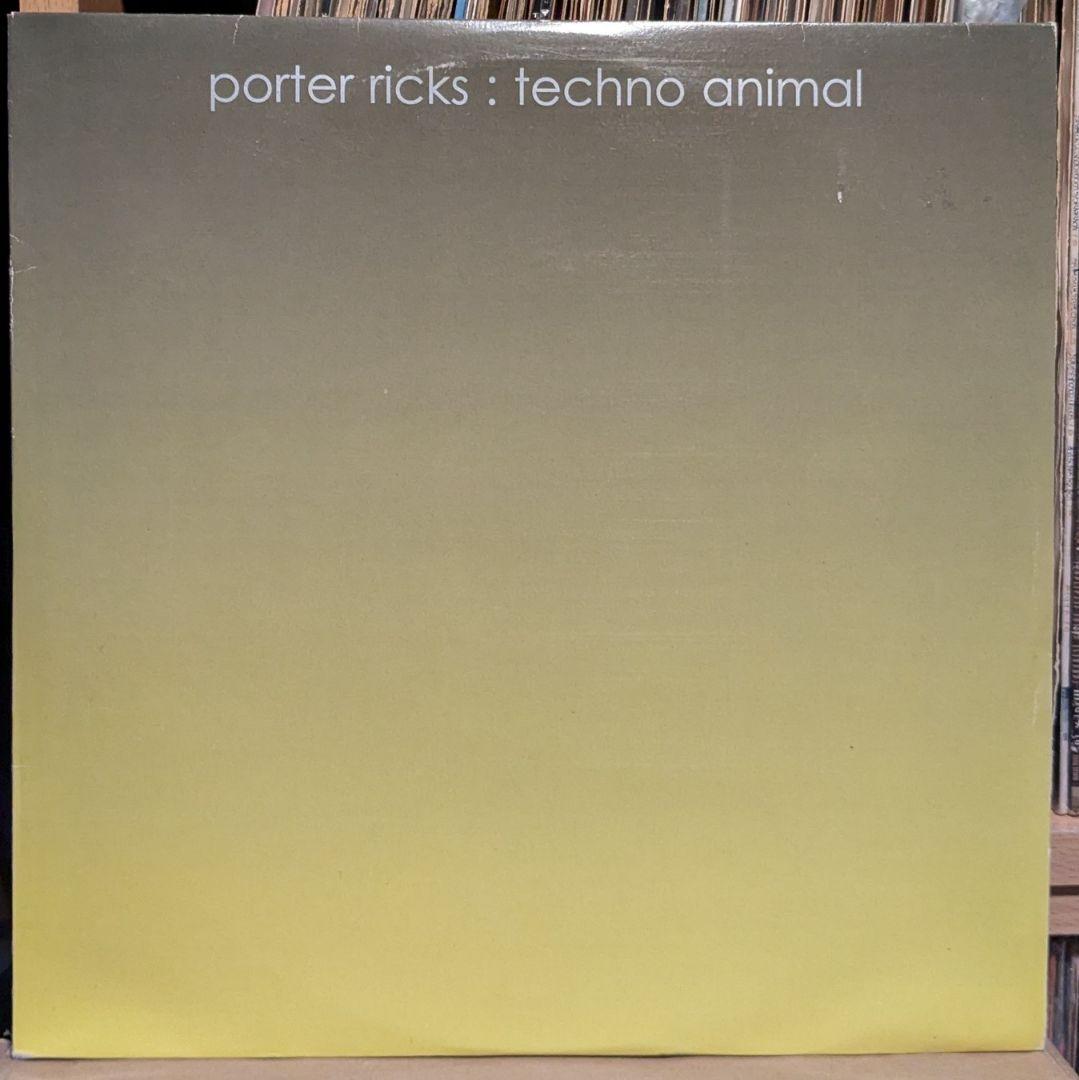 porter ricks : techno animal